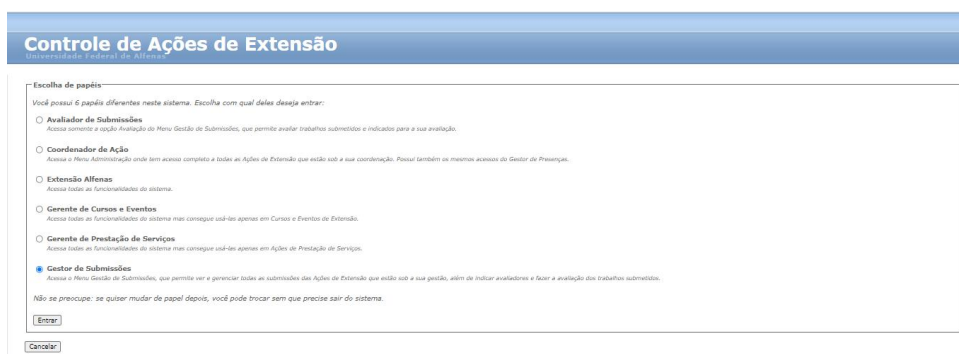 Controle de Ações de Extensão
Universidade Federal de Alfenas
Escolha de papéis
Você possui 6 papéis diferentes neste sistema. Escolha com qual deles deseja entrar:
Avaliador de Submissões
Acessa somente a opção Avaliação do Menu Gestão de Submissões, que permite avaliar trabalhos submetidos e indicados para a sua avaliação.
Coordenador de Ação
Acessa o Menu Administração onde tem acesso completo a todas as Ações de Extensão que estão sob a sua coordenação. Possui também os mesmos acessos do Gestor de Presenças.
Extensão Alfenas
Acessa todas as funcionalidades do sistema.
Gerente de Cursos e Eventos
Acessa todas as funcionalidades do sistema mas consegue usá-las apenas em Cursos e Eventos de Extensão.
Gerente de Prestação de Serviços
Acessa todas as funcionalidades do sistema mas consegue usá-las apenas em Ações de Prestação de Serviços.
Gestor de Submissões
Acessa o Menu Gestão de Submissões, que permite ver e gerenciar todas as submissões das Ações de Extensão que estão sob a sua gestão, além de indicar avaliadores e fazer a avaliação dos trabalhos submetidos.
Não se preocupe: se quiser mudar de papel depois, você pode trocar sem que precise sair do sistema.
Entrar
Cancelar